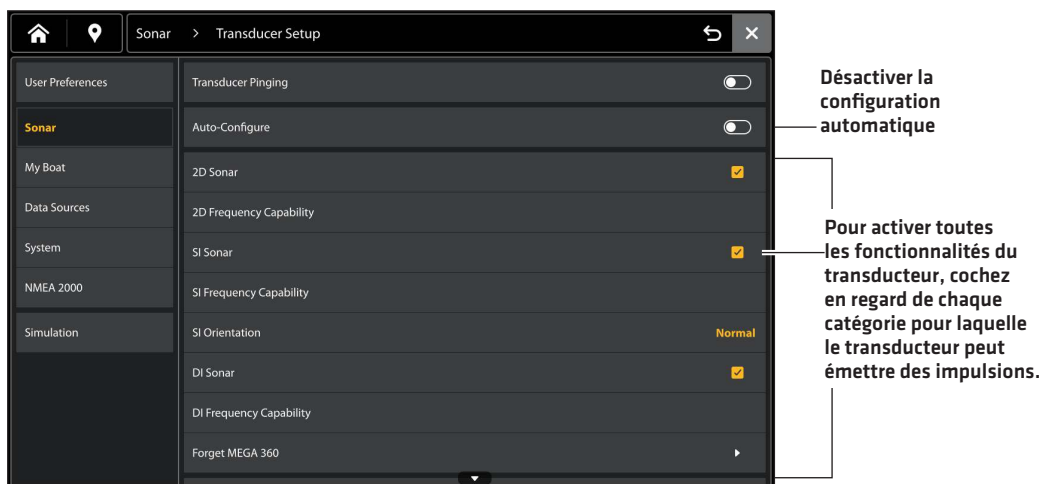 Sonar > Transducer Setup
User Preferences
Sonar
My Boat
Data Sources
System
NMEA 2000
Simulation
Transducer Pinging
Auto-Configure
2D Sonar
2D Frequency Capability
SI Sonar
SI Frequency Capability
SI Orientation Normal
DI Sonar
DI Frequency Capability
Forget MEGA 360
Désactiver la
configuration
automatique
Pour activer toutes
les fonctionnalités du
transducteur, cochez
en regard de chaque
catégorie pour laquelle
le transducteur peut
émettre des impulsions.